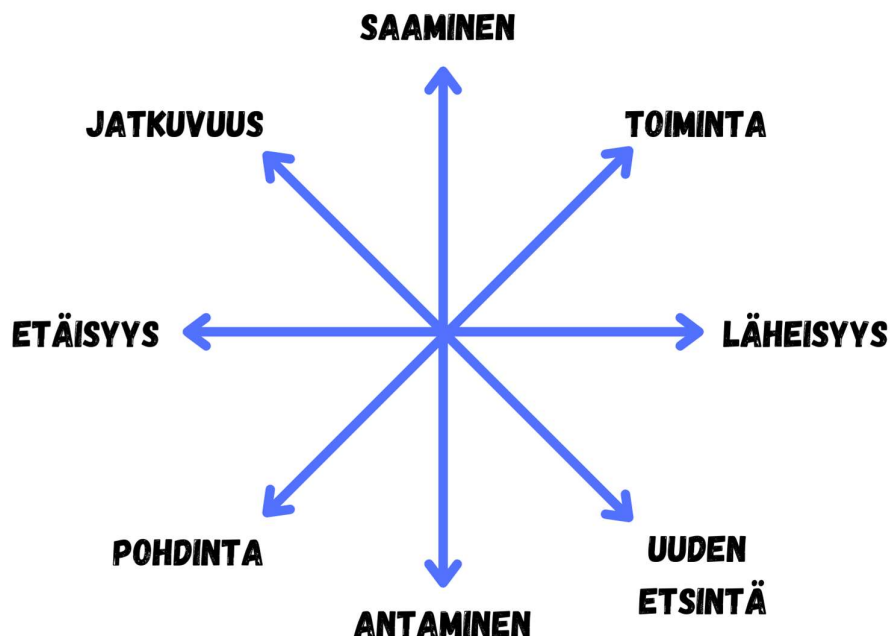 SAAMINEN
JATKUVUUS
TOIMINTA
ETÄISYYS
LÄHEISYYS
POHDINTA
UUDEN
ETSINTÄ
ANTAMINEN